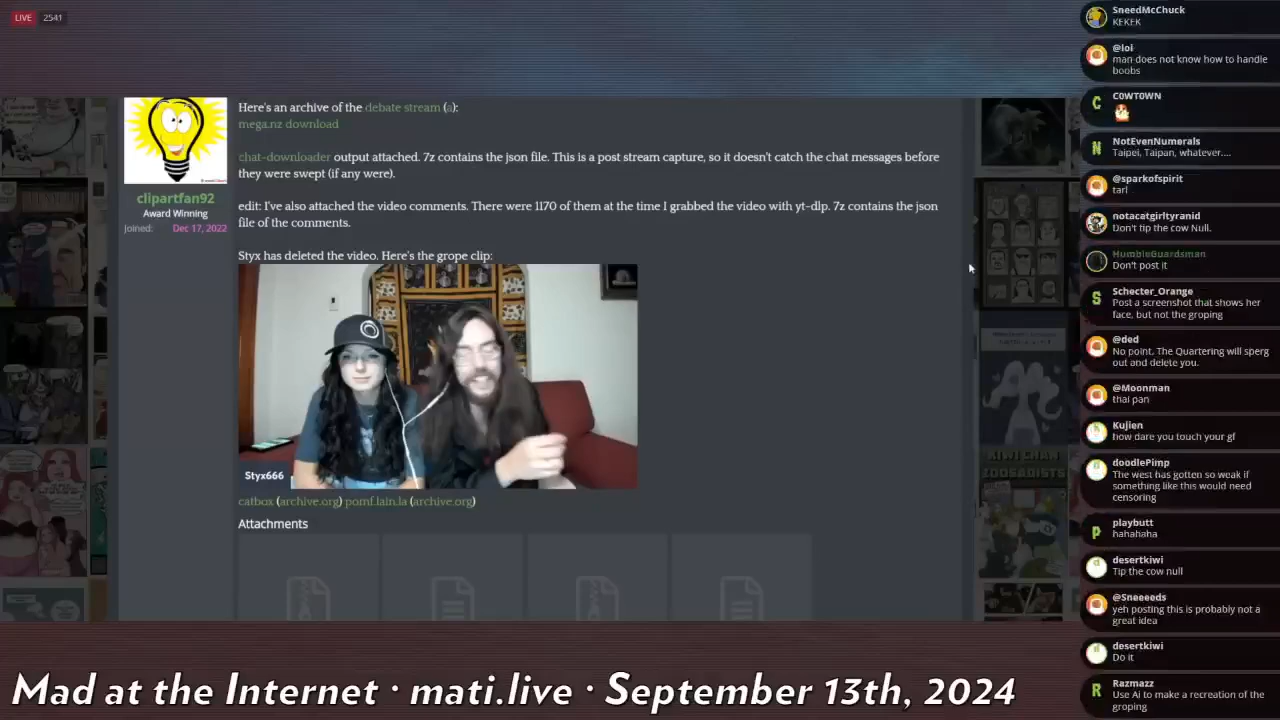 LIVE 2541
Here's an archive of the debate stream (a):
mega.nz download
chat-downloader output attached. 7z contains the json file. This is a post stream capture, so it doesn't catch the chat messages before
they were swept (if any were).
edit: I've also attached the video comments. There were 1170 of them at the time I grabbed the video with yt-dlp. 7z contains the json
file of the comments.
Styx has deleted the video. Here's the grope clip:
clipartfan92
Award Winning
Joined: Dec 17, 2022
Styx666
catbox (archive.org) pomf.lain.la (archive.org)
Attachments
KIWI CHAN
ZOOSADISTS
SneedMcChuck
KEKEK
@loi
man does not know how to handle
boobs
C
C0WT0WN
N
NotEvenNumerals
Taipei, Taipan, whatever....
@sparkofspirit
tarl
notacatgirltyranid
Don't tip the cow Null.
HumbleGuardsman
Don't post it
S
Schecter_Orange
Post a screenshot that shows her
face, but not the groping
@ded
No point. The Quartering will sperg
out and delete you.
@Moonman
thai pan
Kujien
how dare you touch your gf
doodlePimp
The west has gotten so weak if
something like this would need
censoring
P
playbutt
hahahaha
desertkiwi
Tip the cow null
@Sneeeds
yeh posting this is probably not a
great idea
desertkiwi
Do it
R
Razmazz
Use Ai to make a recreation of the
groping
Mad at the Internet · mati.live · September 13th, 2024